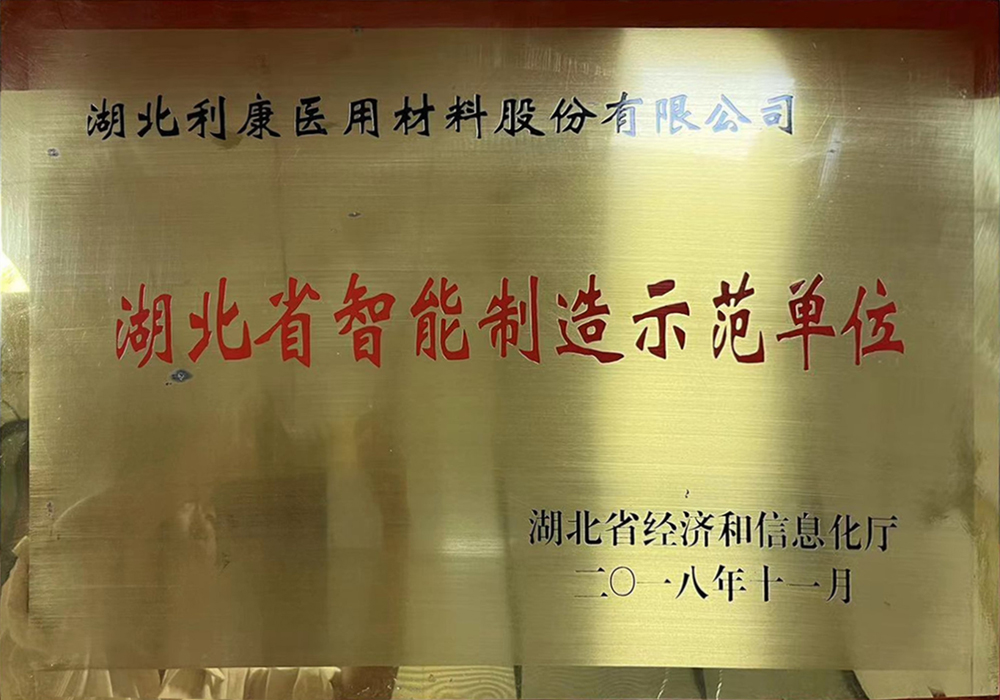 湖北利康医用材料股份有限公司
湖北省智能制造示范单位
湖北省经济和信息化厅
二〇一八年十一月